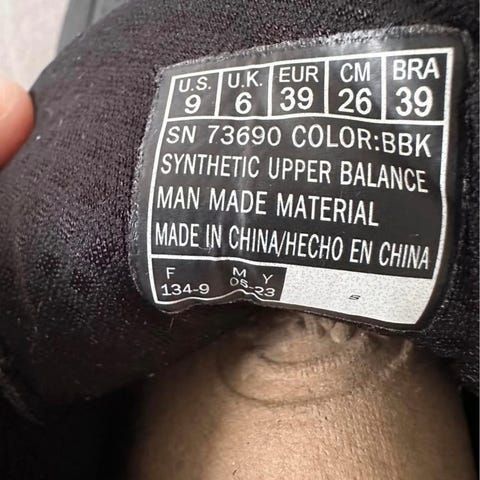 U.S. U.K. EUR CM BRA
9 6 39 26 39
SN 73690 COLOR:BBK
SYNTHETIC UPPER BALANCE
MAN MADE MATERIAL
MADE IN CHINA/HECHO EN CHINA
F M Y
134-9 05-23